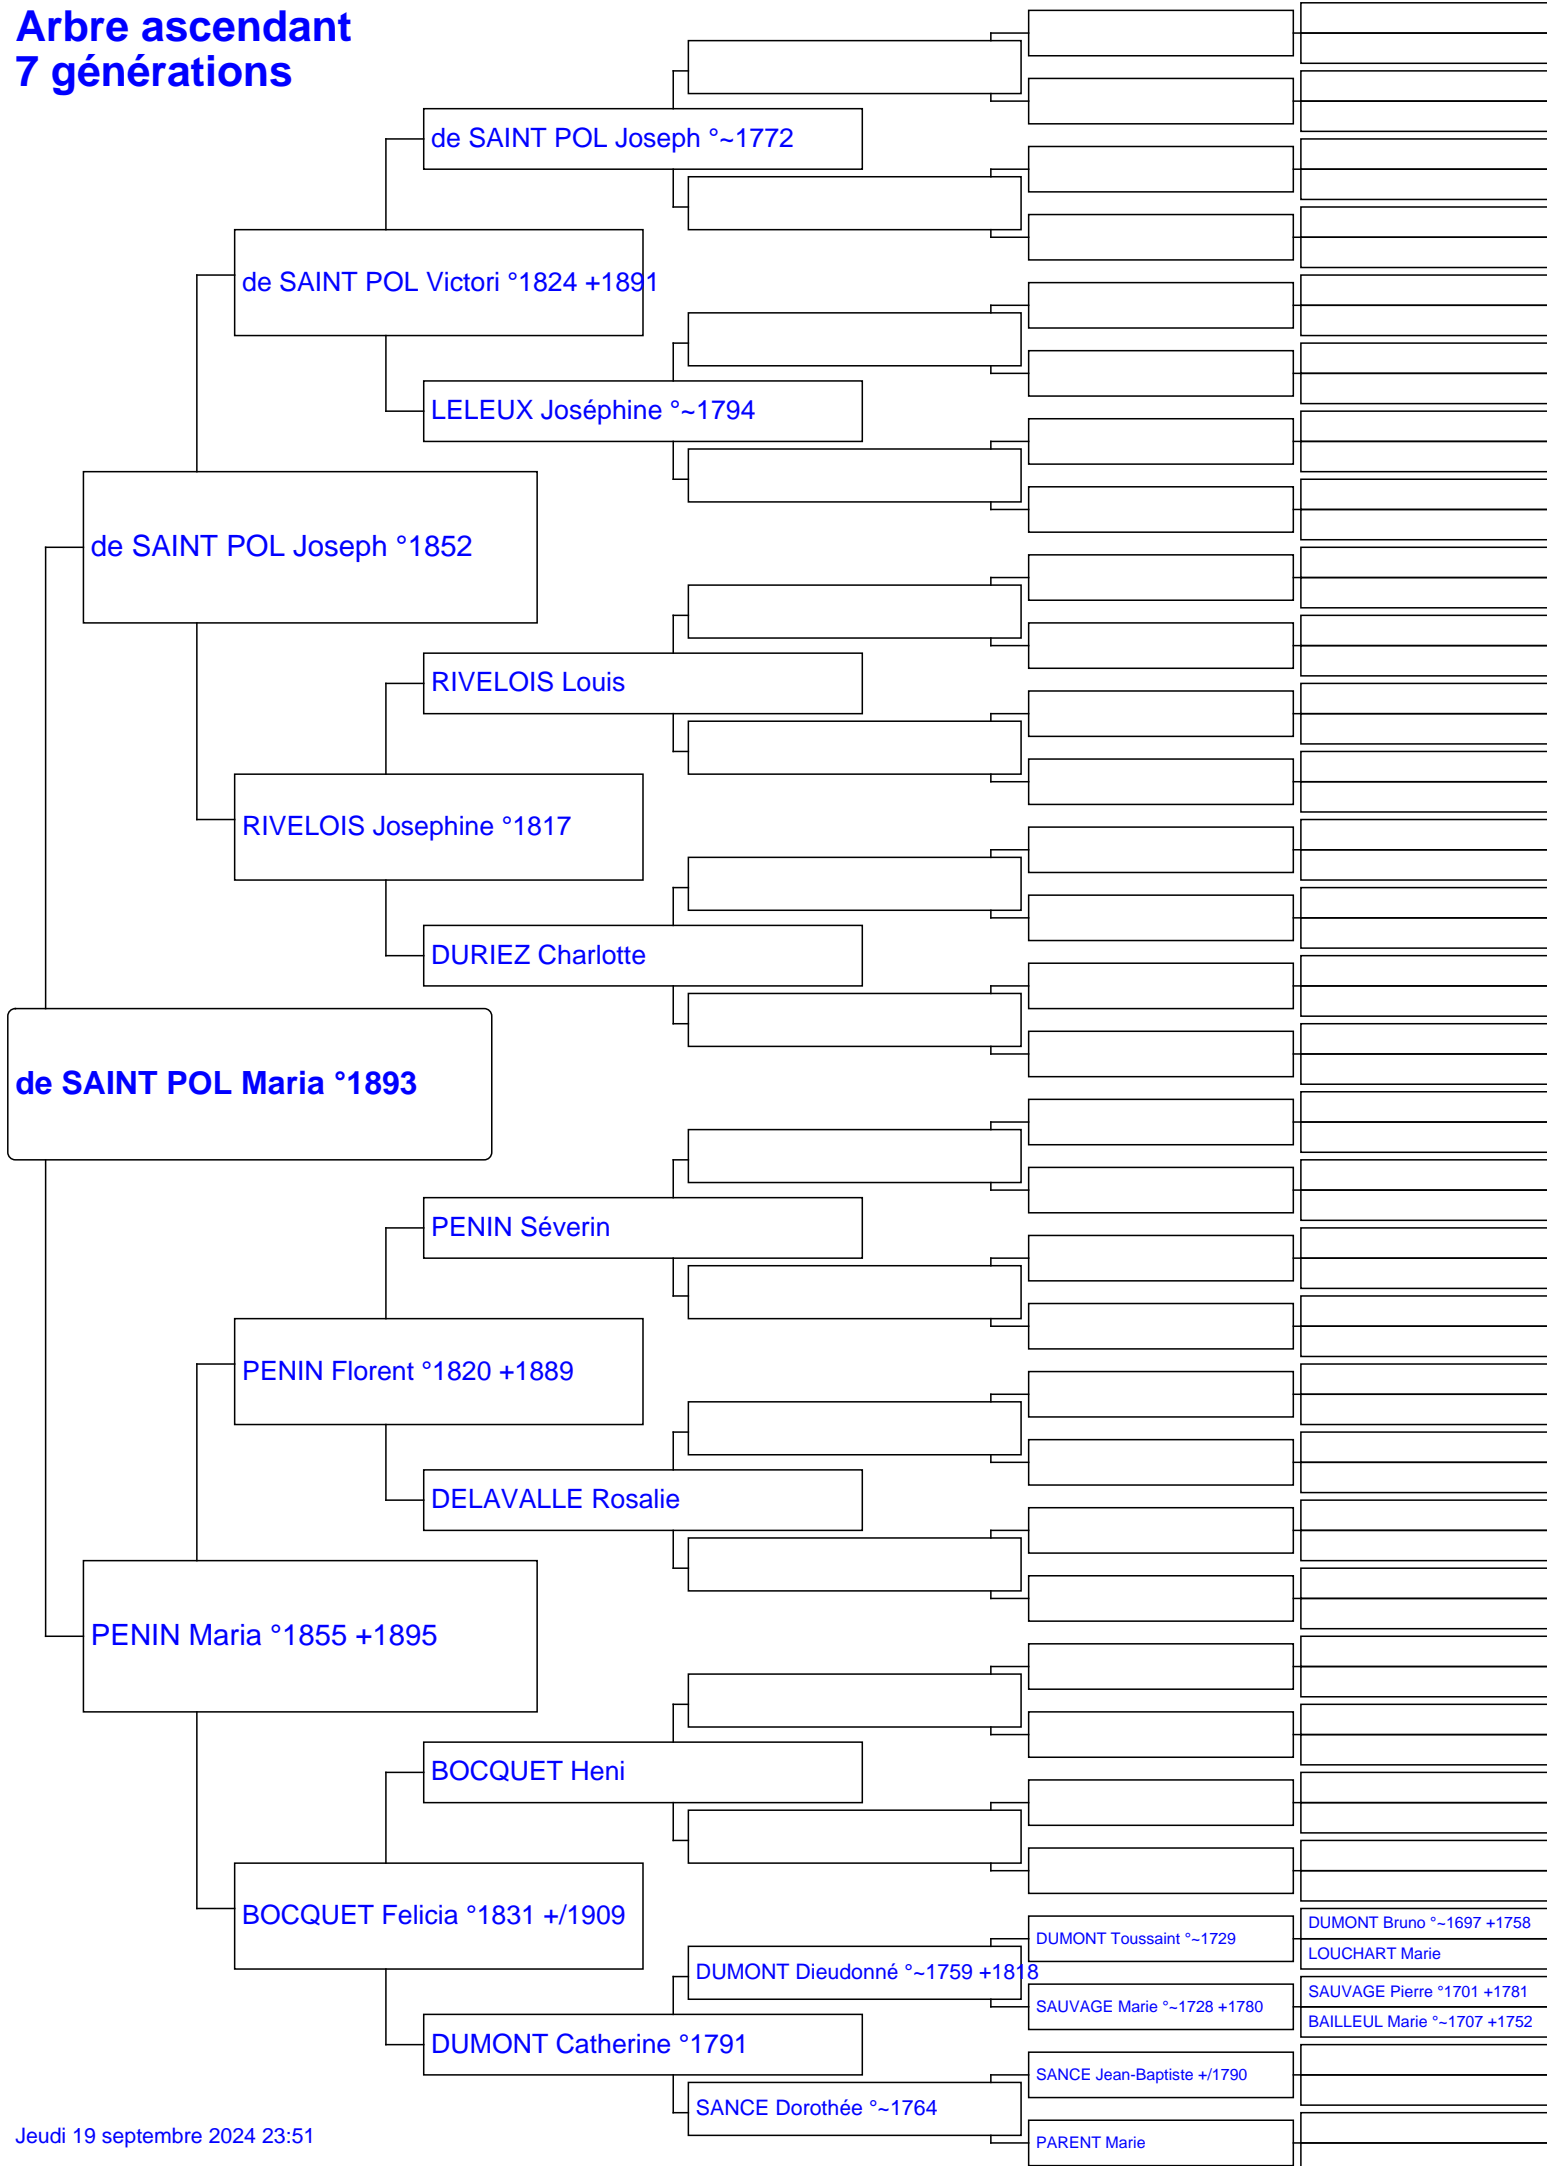 Arbre ascendant
7 générations
de SAINT POL Joseph °~1772
de SAINT POL Victori °1824 +1891
LELEUX Joséphine °~1794
de SAINT POL Joseph °1852
RIVELOIS Louis
RIVELOIS Josephine °1817
DURIEZ Charlotte
de SAINT POL Maria °1893
PENIN Séverin
PENIN Florent °1820 +1889
DELAVALLE Rosalie
PENIN Maria °1855 +1895
BOCQUET Heni
BOCQUET Felicia °1831 +/1909
DUMONT Bruno °~1697 +1758
DUMONT Toussaint °~1729
LOUCHART Marie
DUMONT Dieudonné °~1759 +1818
SAUVAGE Pierre °1701 +1781
SAUVAGE Marie °~1728 +1780
BAILLEUL Marie °~1707 +1752
DUMONT Catherine °1791
SANCE Jean-Baptiste +/1790
SANCE Dorothée °~1764
PARENT Marie
Jeudi 19 septembre 2024 23:51